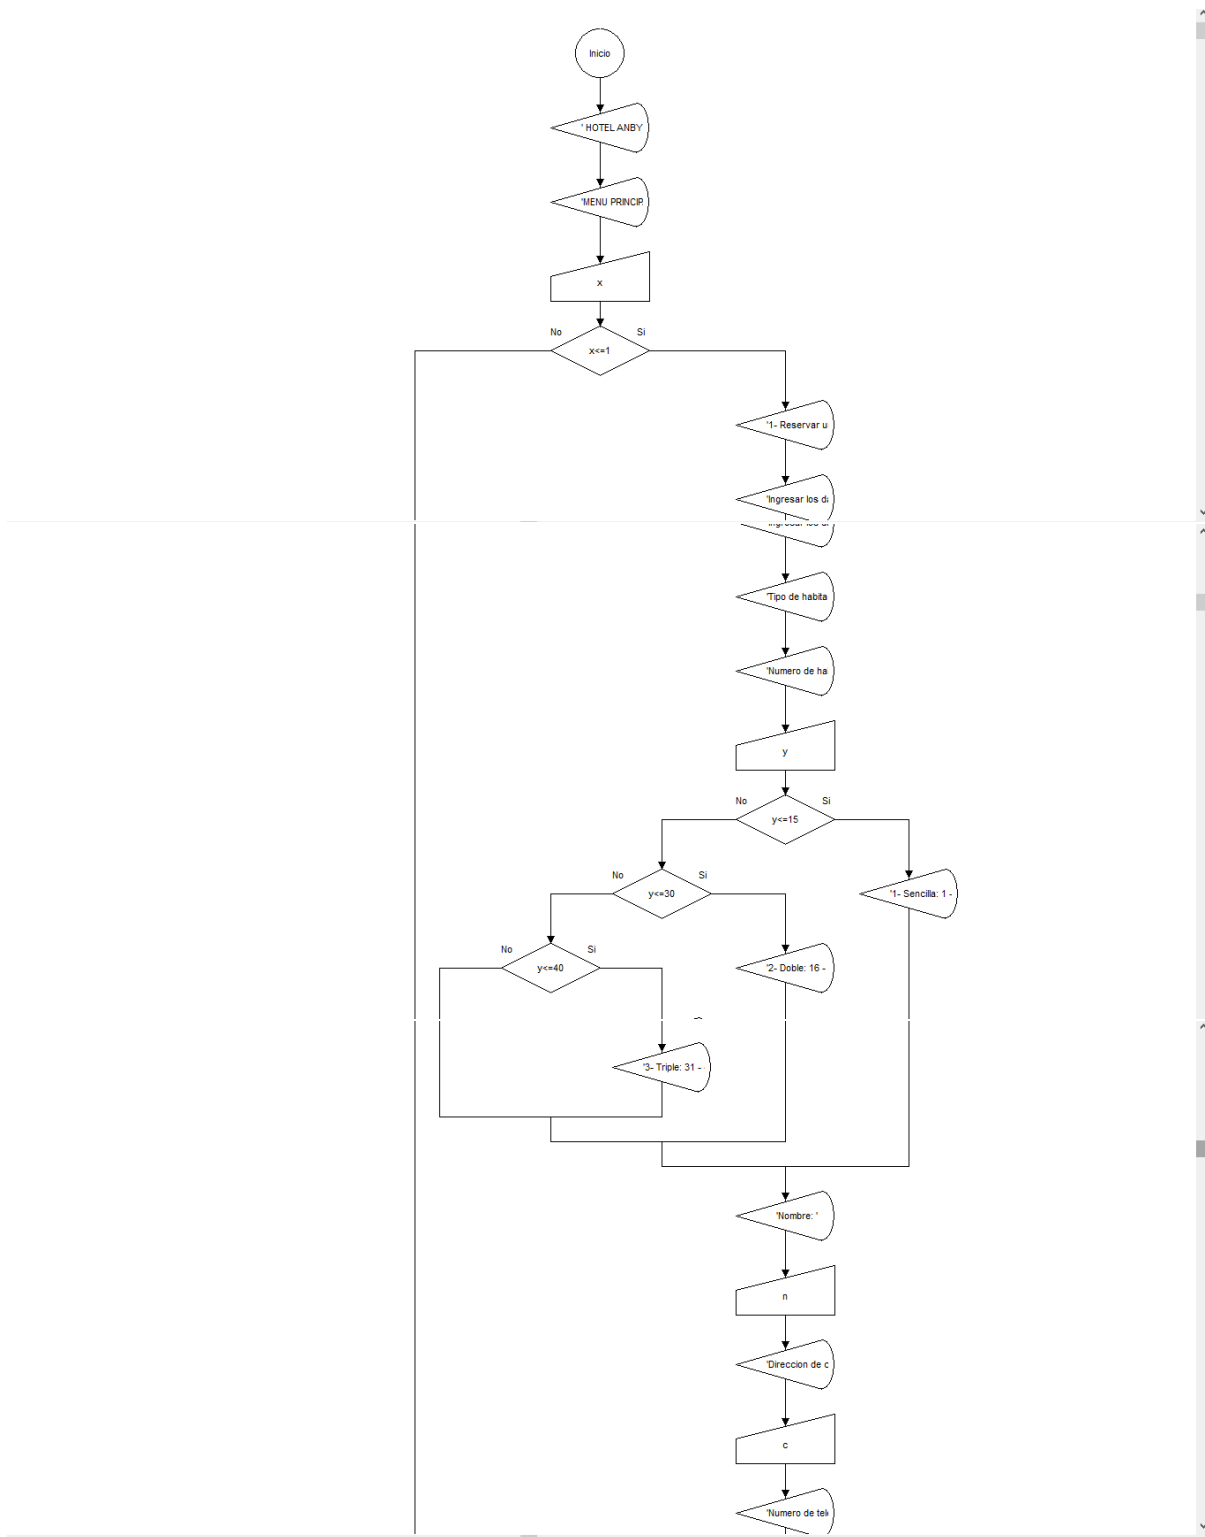 Inicio
' HOTEL ANBY
'MENU PRINCIP
x
No
Si
x<=1
'1- Reservar u
'Ingresar los d
'Tipo de habita
'Numero de ha
y
No
Si
y<=15
No
Si
y<=30
'1- Sencilla: 1 -
No
Si
y<=40
'2- Doble: 16 -
'3- Triple: 31 -
'Nombre: '
n
'Direccion de c
c
'Numero de tel